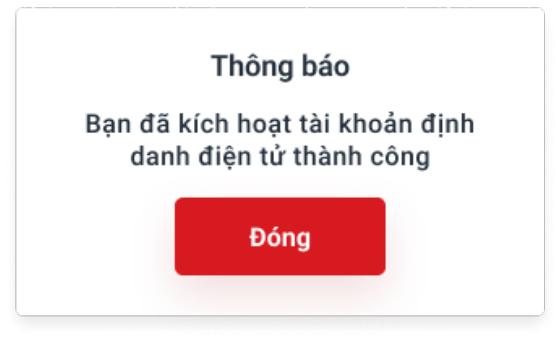 Thông báo
Bạn đã kích hoạt tài khoản định
danh điện tử thành công
Đóng